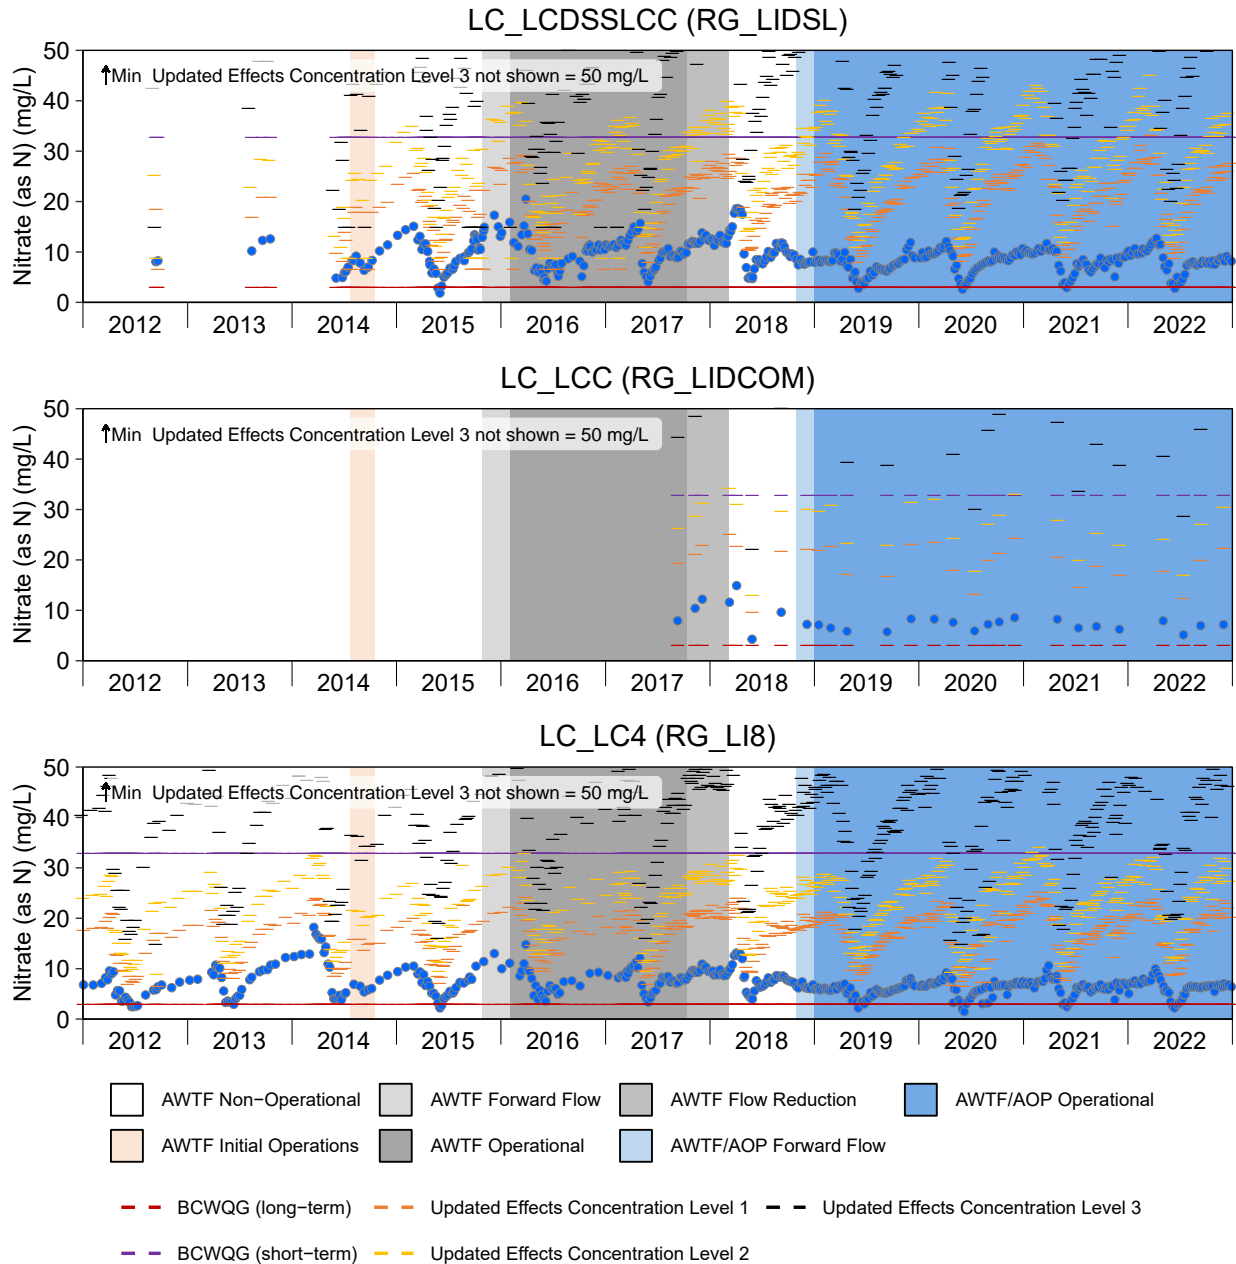 LC_LCDSSLCC (RG_LIDSL)
Nitrate (as N) (mg/L)
50
40
30
20
10
0
Min Updated Effects Concentration Level 3 not shown = 50 mg/L
2012 2013 2014 2015 2016 2017 2018 2019 2020 2021 2022
LC_LCC (RG_LIDCOM)
Nitrate (as N) (mg/L)
50
40
30
20
10
0
Min Updated Effects Concentration Level 3 not shown = 50 mg/L
2012 2013 2014 2015 2016 2017 2018 2019 2020 2021 2022
LC_LC4 (RG_LI8)
Nitrate (as N) (mg/L)
50
40
30
20
10
0
Min Updated Effects Concentration Level 3 not shown = 50 mg/L
2012 2013 2014 2015 2016 2017 2018 2019 2020 2021 2022
AWTF Non−Operational AWTF Forward Flow AWTF Flow Reduction AWTF/AOP Operational
AWTF Initial Operations AWTF Operational AWTF/AOP Forward Flow
BCWQG (long−term) Updated Effects Concentration Level 1 Updated Effects Concentration Level 3
BCWQG (short−term) Updated Effects Concentration Level 2